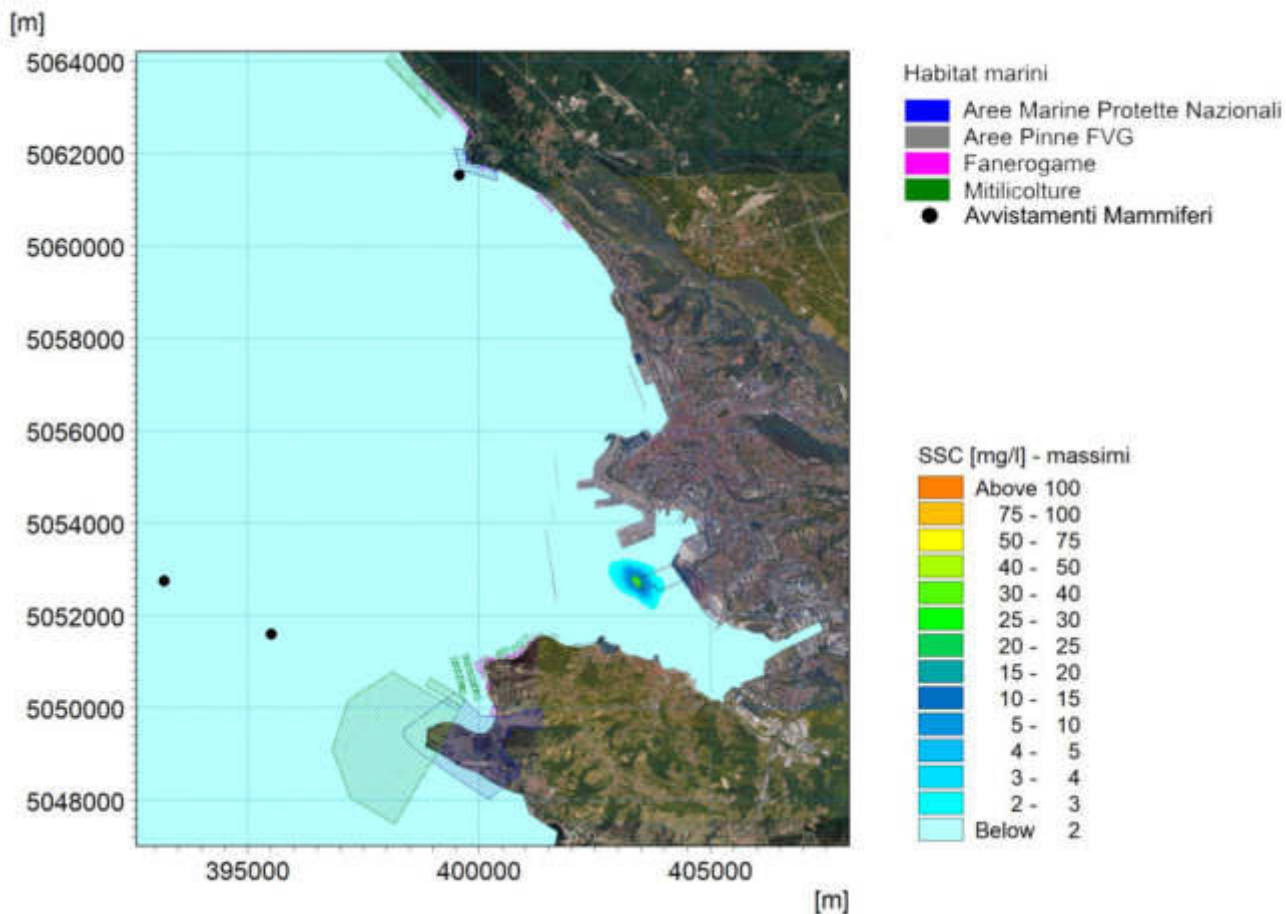 [m]
5064000
5062000
5060000
5058000
5056000
5054000
5052000
5050000
5048000
395000
400000
405000
[m]
Habitat marini
Aree Marine Protette Nazionali
Aree Pinne FVG
Fanerogame
Mitilicolture
Avvistamenti Mammiferi
SSC [mg/l] - massimi
Above 100
75 - 100
50 - 75
40 - 50
30 - 40
25 - 30
20 - 25
15 - 20
10 - 15
5 - 10
4 - 5
3 - 4
2 - 3
Below 2